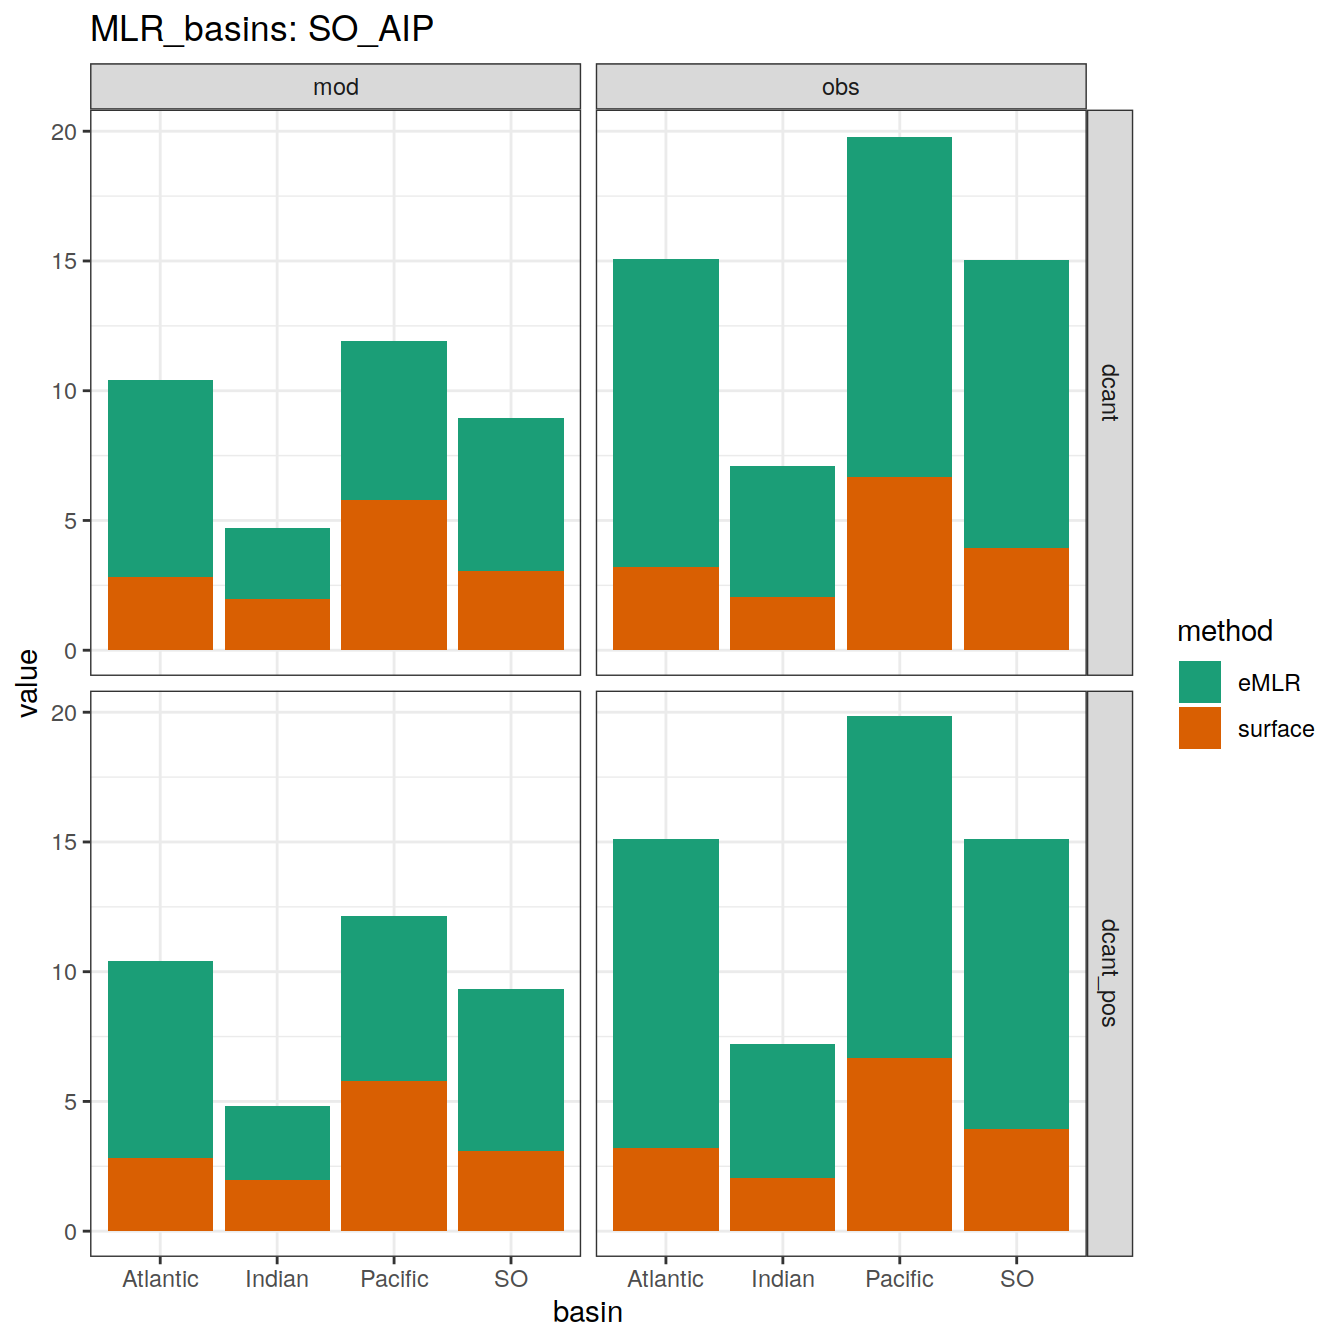 MLR_basins: SO_AIP
mod
obs
20
15
10
5
0
dcant
20
15
10
5
0
dcant_pos
Atlantic Indian Pacific SO
Atlantic Indian Pacific SO
basin
value
method
eMLR
surface